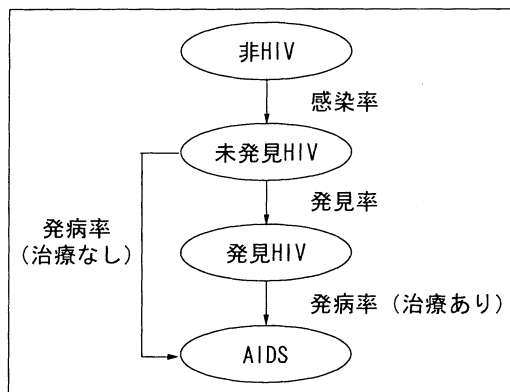 非HIV
感染率
未発見HIV
発見率
発病率
(治療なし)
発見HIV
発病率(治療あり)
AIDS